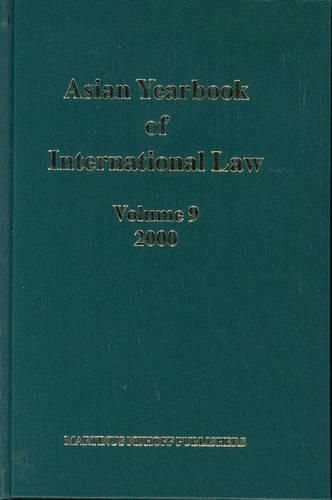 Asian Yearbook
of
International Law
Volume 9
2000
MARTINUS NIJHOFF PUBLISHERS